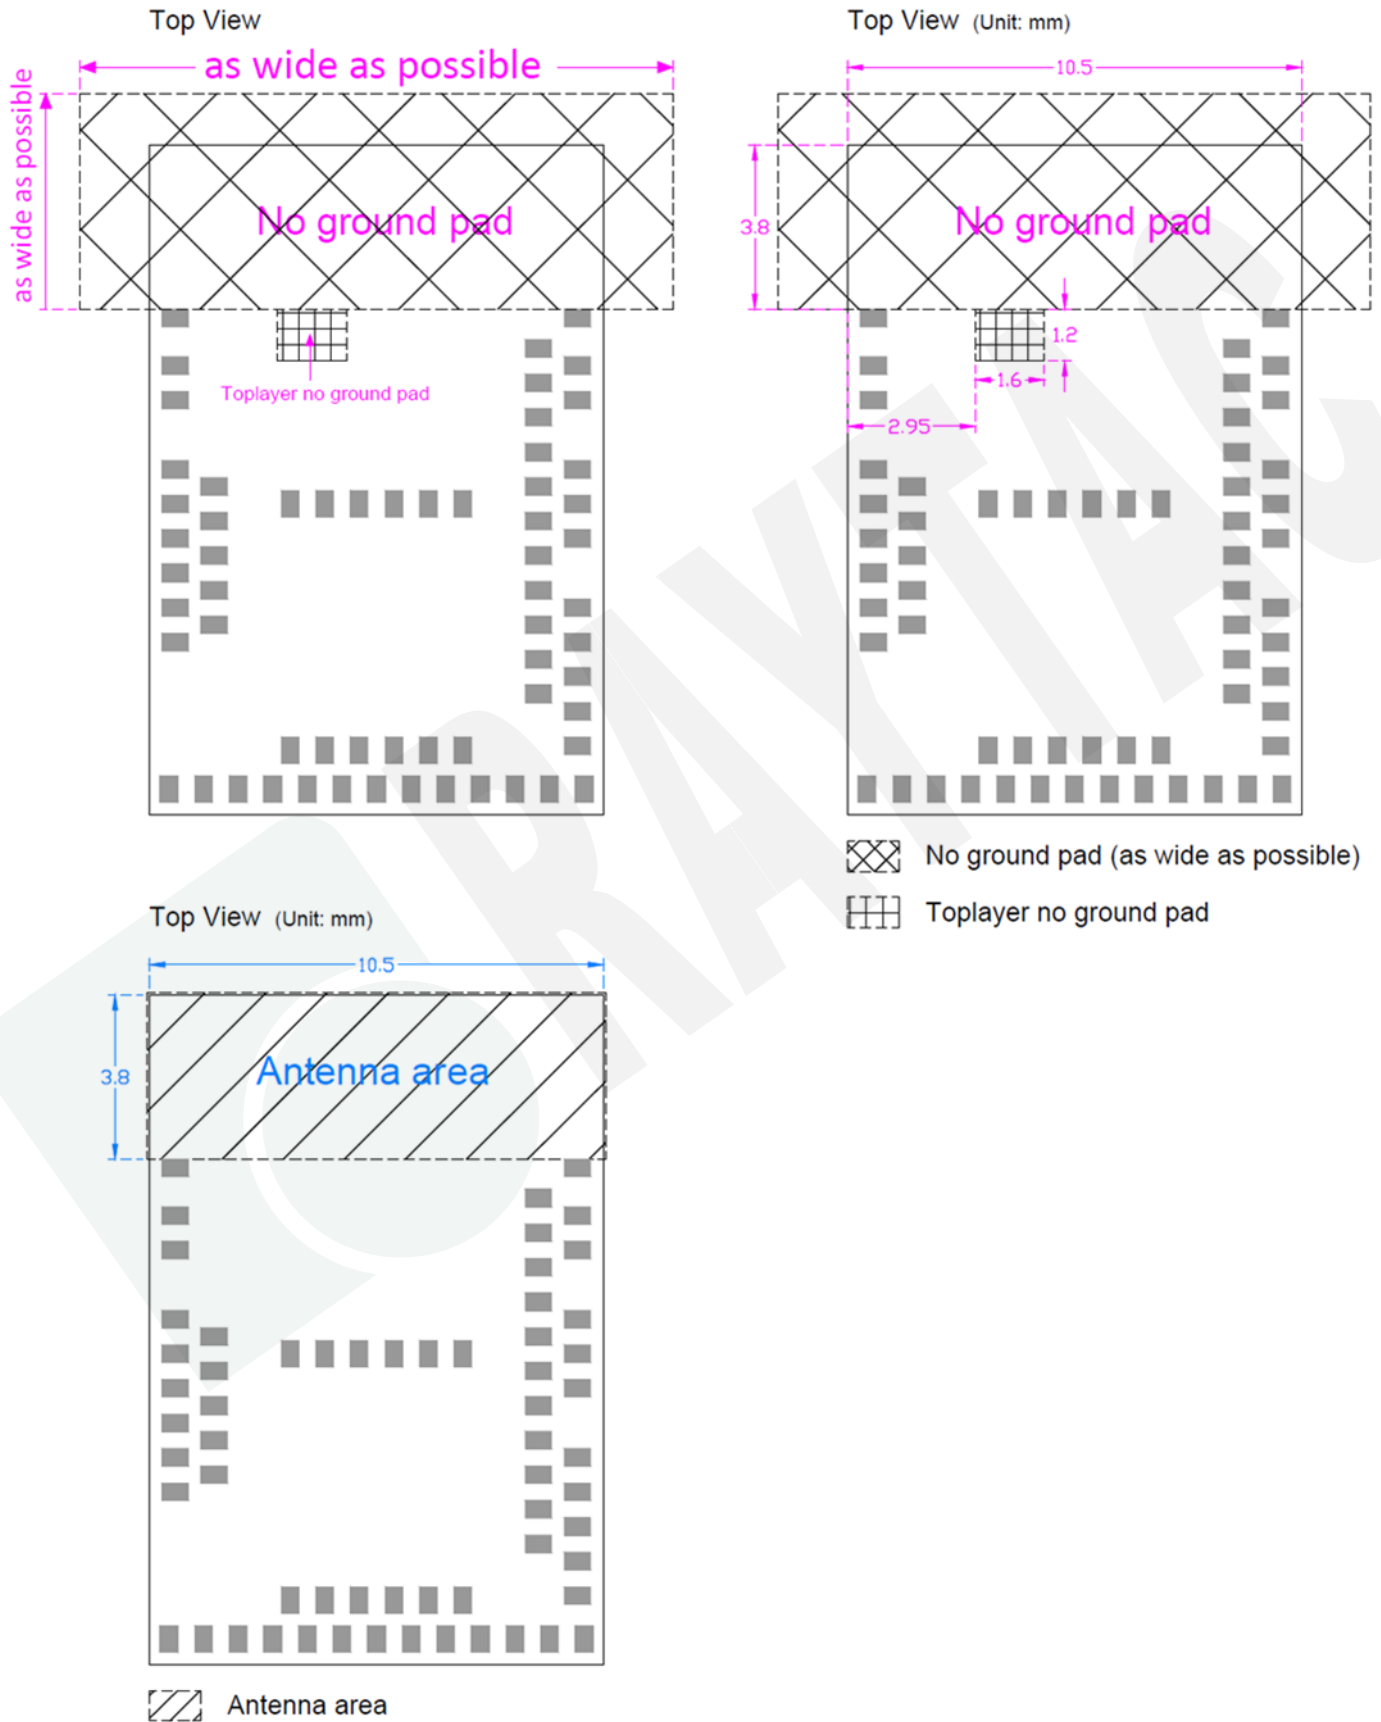 Top View
as wide as possible
as wide as possible
No ground pad
Toplayer no ground pad
Top View (Unit: mm)
10.5
3.8
No ground pad
1.2
1.6
2.95
No ground pad (as wide as possible)
Toplayer no ground pad
Top View (Unit: mm)
10.5
3.8
Antenna area
Antenna area
RAYTAC